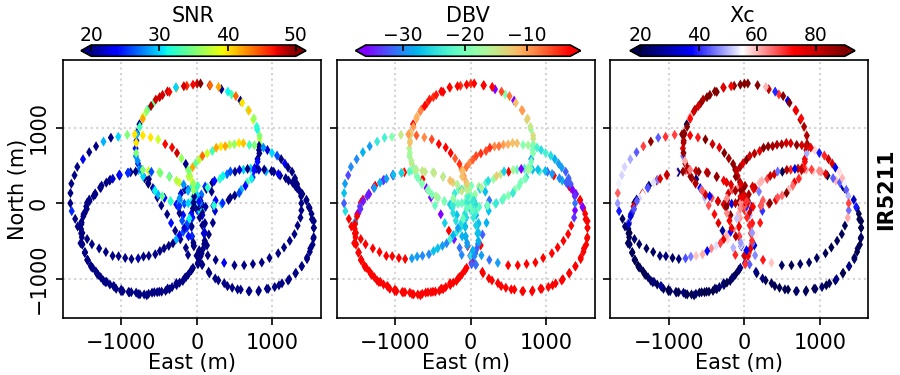 SNR DBV Xc
20 30 40 50 −30 −20 −10 20 40 60 80
North (m)
1000
0
−1000
IR5211
−1000 0 1000 −1000 0 1000 −1000 0 1000
East (m) East (m) East (m)